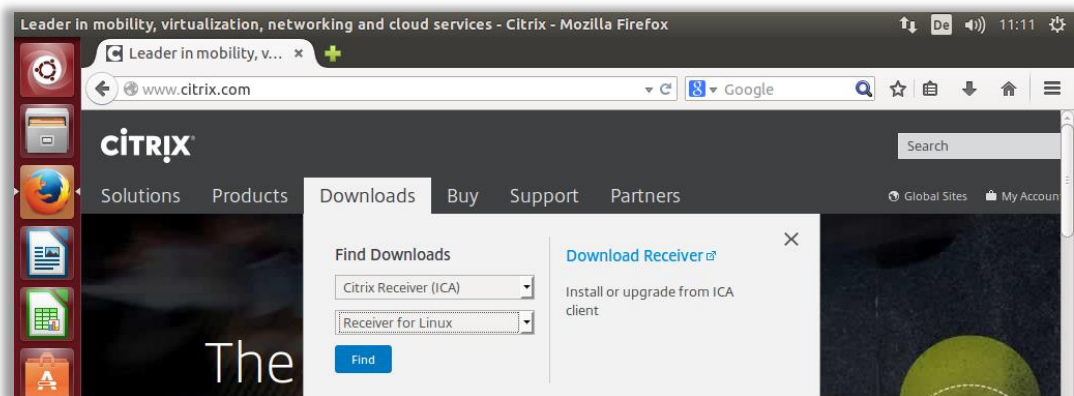 Leader in mobility, virtualization, networking and cloud services - Citrix - Mozilla Firefox De 11:11
Leader in mobility, v...
www.citrix.com Google
CITRIX
Search
Solutions Products Downloads Buy Support Partners Global Sites My Accoun
Find Downloads
Citrix Receiver (ICA)
Receiver for Linux
Find
Download Receiver
Install or upgrade from ICA
client
The